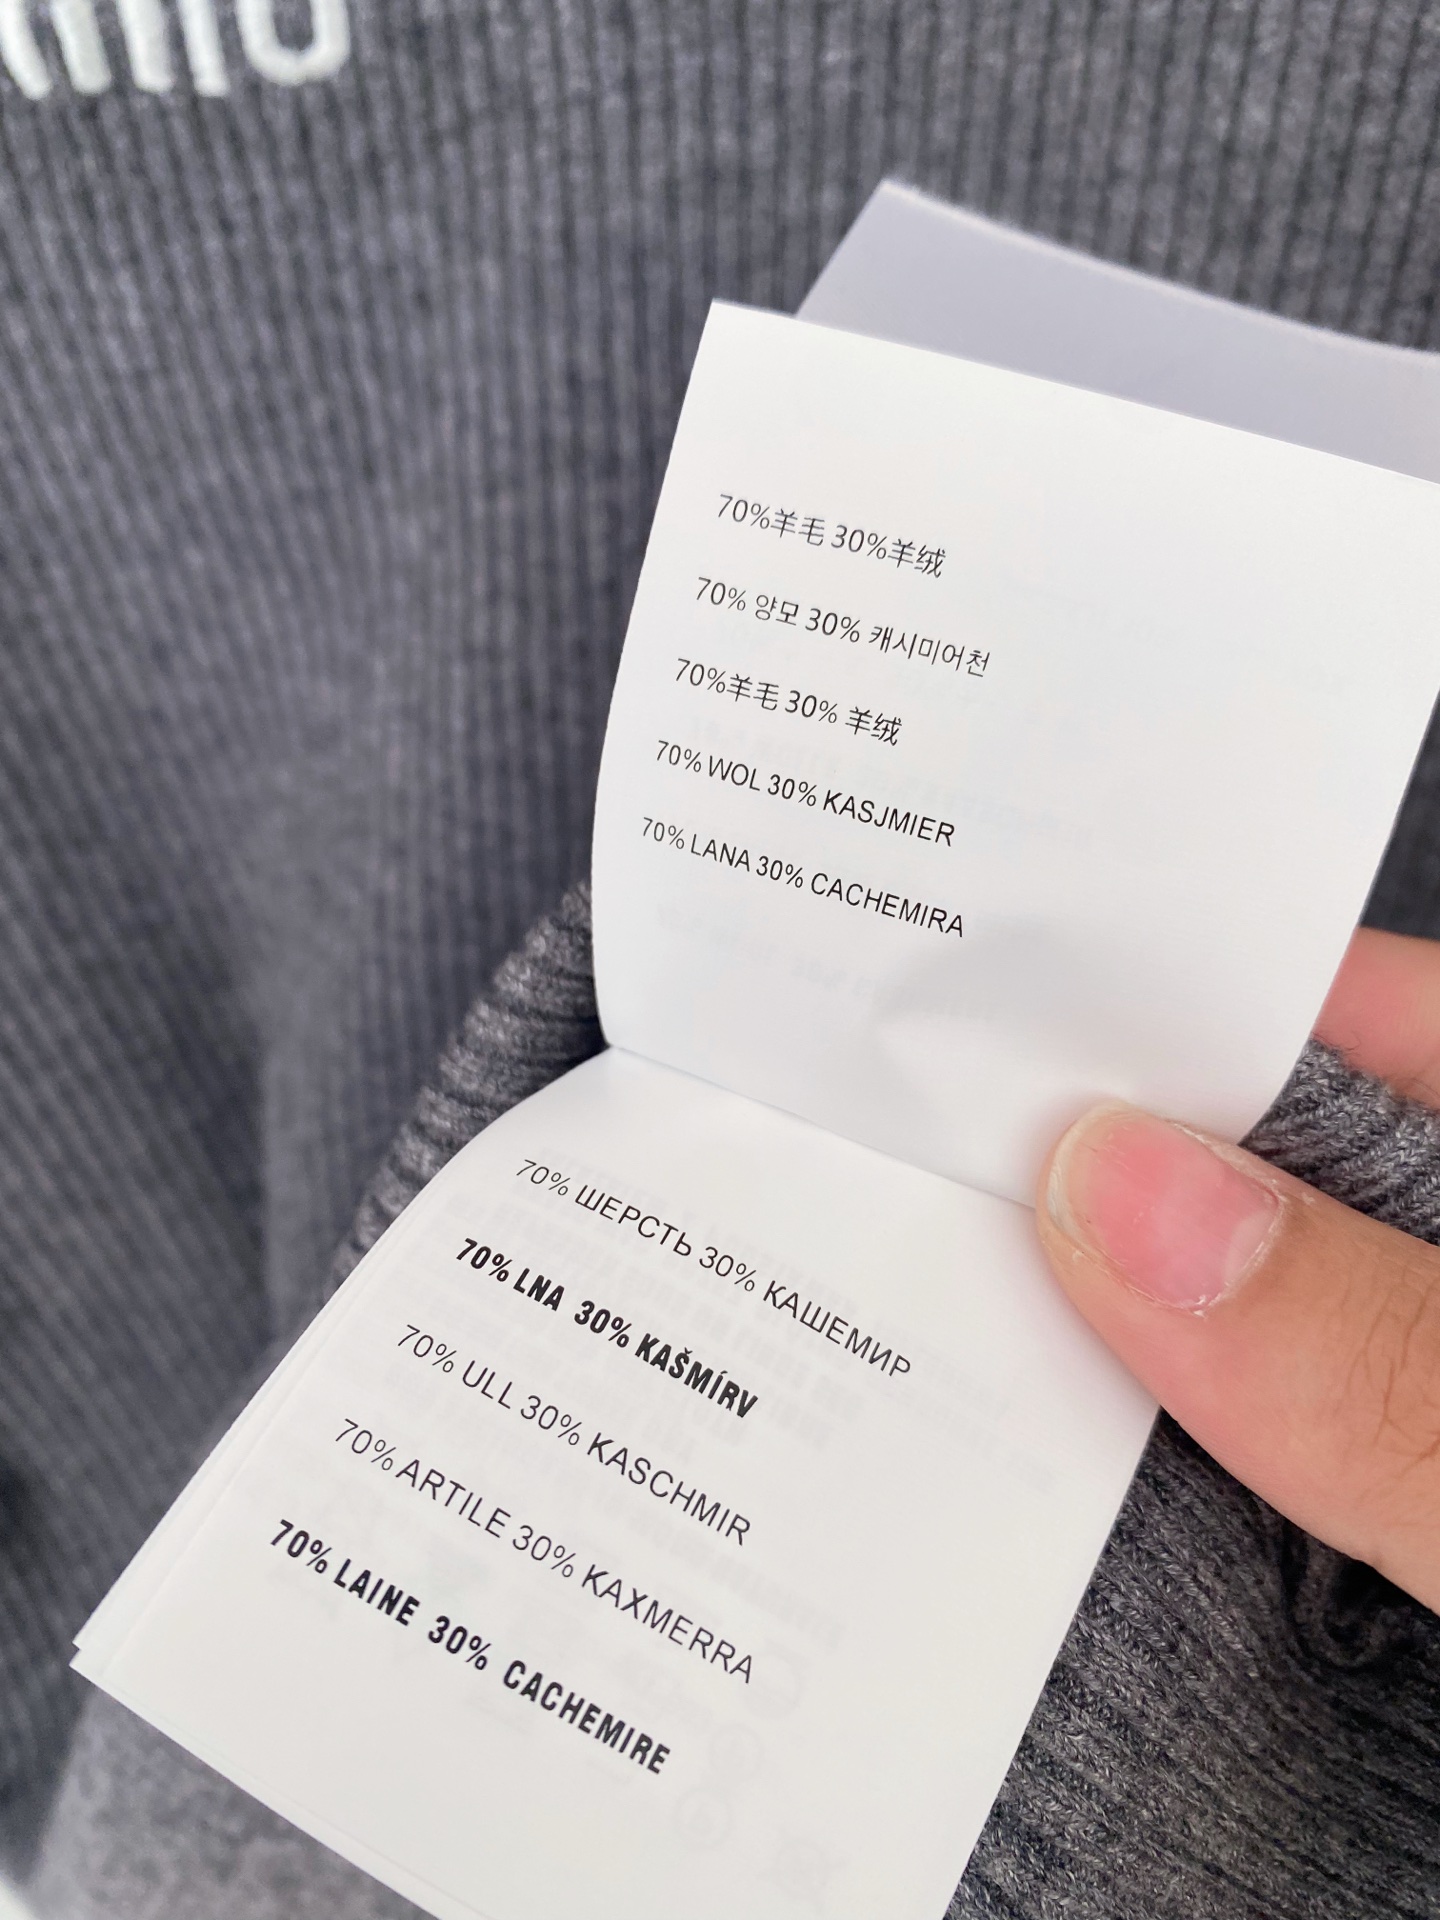 70%羊毛 30%羊绒
70% 양모 30% 캐시미어천
70%羊毛 30% 羊绒
70% WOL 30% KASJMIER
70% LANA 30% CACHEMIRA
70% ШЕРСТЬ 30% КАШЕМИР
70% LNA 30% KAŠMÍRV
70% ULL 30% KASCHMIR
70% ARTILE 30% KAXMERRA
70% LAINE 30% CACHEMIRE